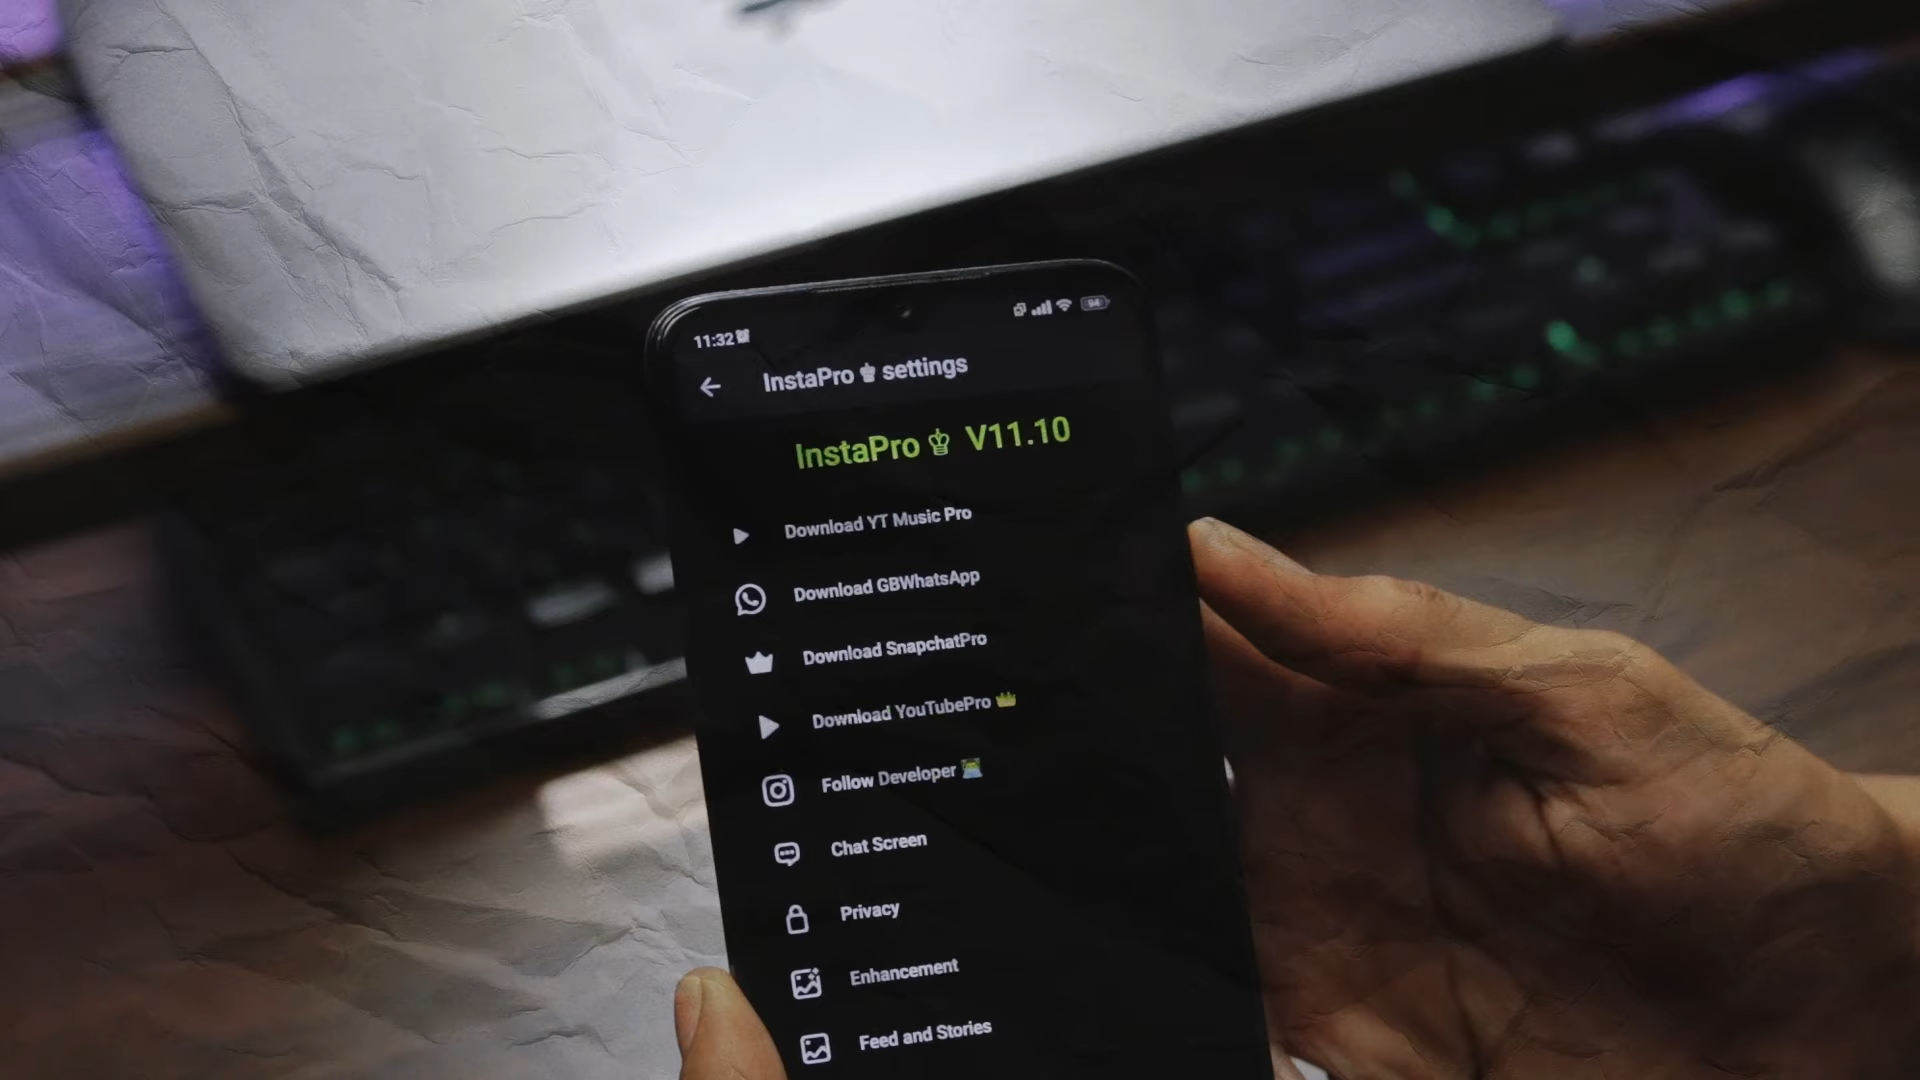 11:32
94
InstaPro settings
InstaPro V11.10
Download YT Music Pro
Download GBWhatsApp
Download SnapchatPro
Download YouTubePro
Follow Developer
Chat Screen
Privacy
Enhancement
Feed and Stories